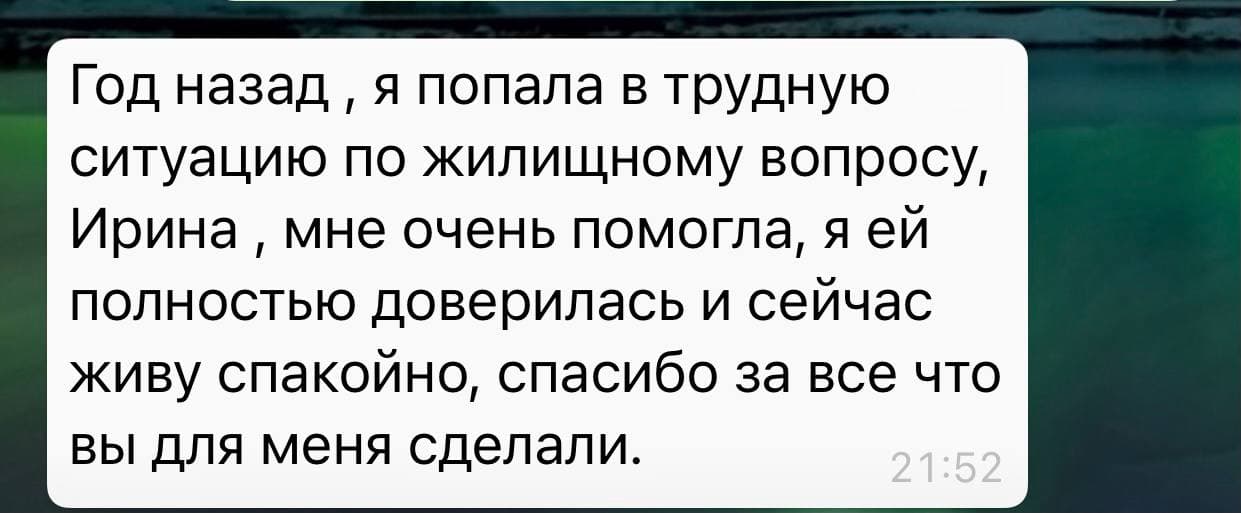 Год назад , я попала в трудную
ситуацию по жилищному вопросу,
Ирина , мне очень помогла, я ей
полностью доверилась и сейчас
живу спакойно, спасибо за все что
вы для меня сделали.
21:52